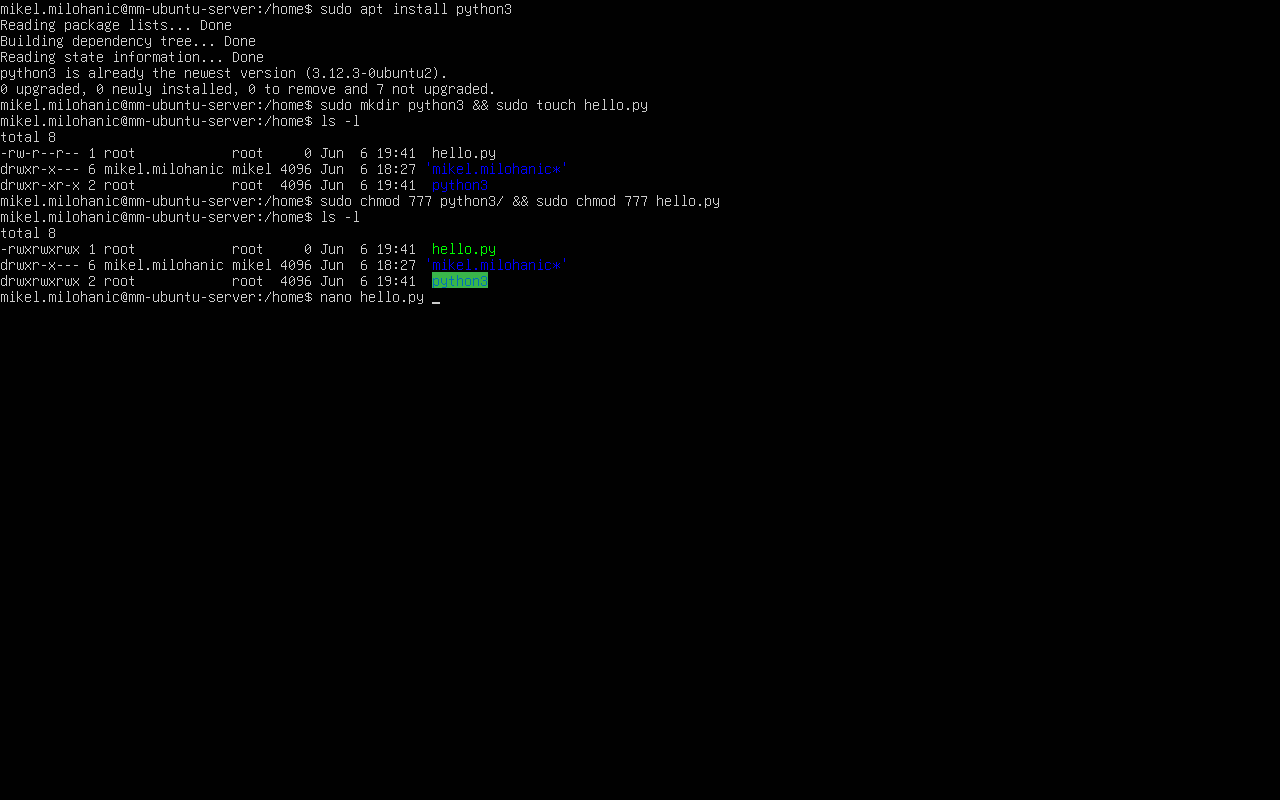 mikel.milohanic@mm-ubuntu-server:/home$ sudo apt install python3
Reading package lists... Done
Building dependency tree... Done
Reading state information... Done
python3 is already the newest version (3.12.3-0ubuntu2).
0 upgraded, 0 newly installed, 0 to remove and 7 not upgraded.
mikel.milohanic@mm-ubuntu-server:/home$ sudo mkdir python3 && sudo touch hello.py
mikel.milohanic@mm-ubuntu-server:/home$ ls -l
total 8
-rw-r--r-- 1 root            root     0 Jun  6 19:41  hello.py
drwxr-x--- 6 mikel.milohanic mikel 4096 Jun  6 18:27 'mikel.milohanic*'
drwxr-xr-x 2 root            root  4096 Jun  6 19:41  python3
mikel.milohanic@mm-ubuntu-server:/home$ sudo chmod 777 python3/ && sudo chmod 777 hello.py
mikel.milohanic@mm-ubuntu-server:/home$ ls -l
total 8
-rwxrwxrwx 1 root            root     0 Jun  6 19:41  hello.py
drwxr-x--- 6 mikel.milohanic mikel 4096 Jun  6 18:27 'mikel.milohanic*'
drwxrwxrwx 2 root            root  4096 Jun  6 19:41  python3
mikel.milohanic@mm-ubuntu-server:/home$ nano hello.py _